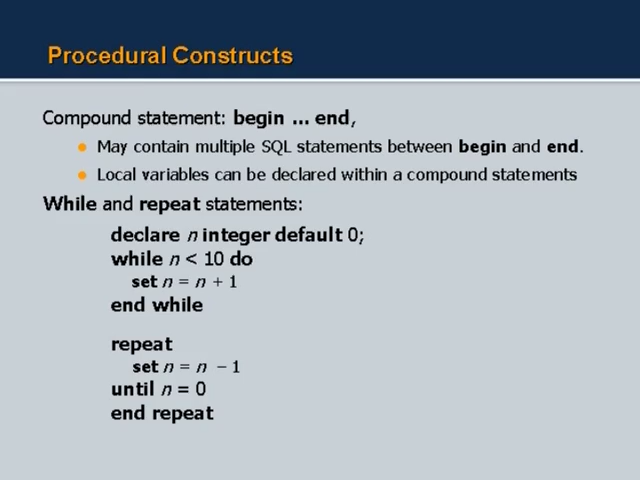 Procedural Constructs
Compound statement: begin … end,
May contain multiple SQL statements between begin and end.
Local variables can be declared within a compound statements
While and repeat statements:
declare n integer default 0;
while n < 10 do
set n = n + 1
end while
repeat
set n = n − 1
until n = 0
end repeat